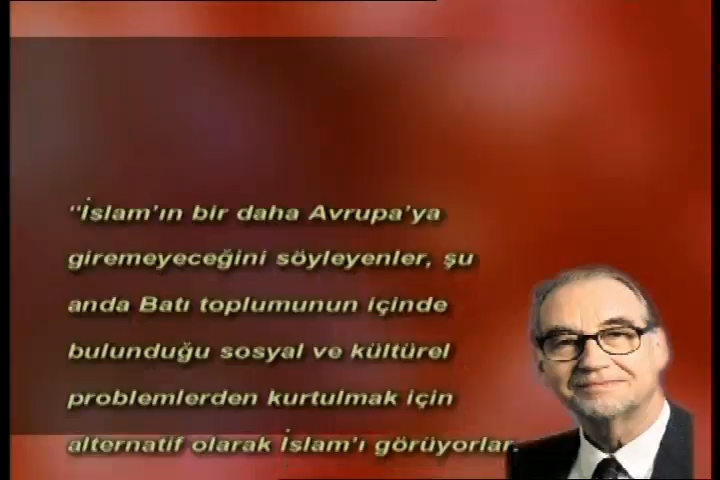 "İslam'ın bir daha Avrupa'ya
giremeyeceğini söyleyenler, şu
anda Batı toplumunun içinde
bulunduğu sosyal ve kültürel
problemlerden kurtulmak için
alternatif olarak İslam'ı görüyorlar.